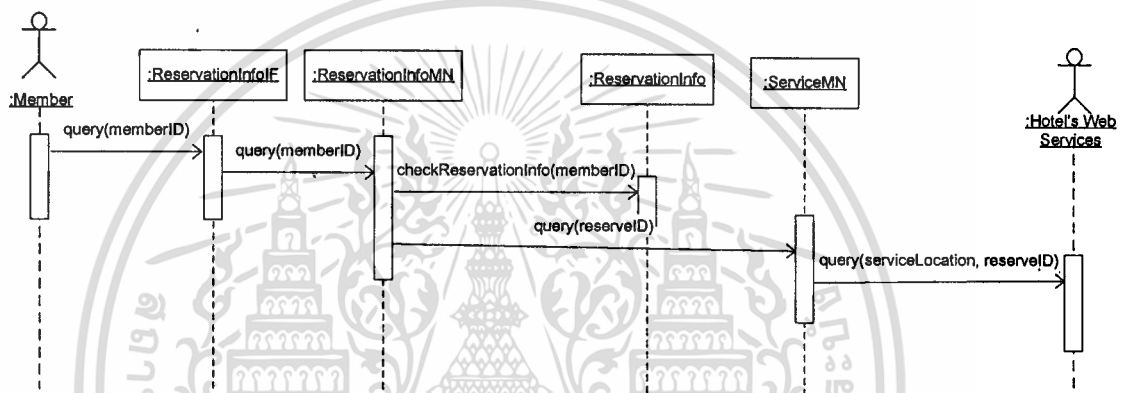 :Member
:ReservationInfoIF
:ReservationInfoMN
:ReservationInfo
:ServiceMN
:Hotel's Web
Services
query(memberID)
query(memberID)
checkReservationInfo(memberID)
query(reserveID)
query(serviceLocation, reserveID)